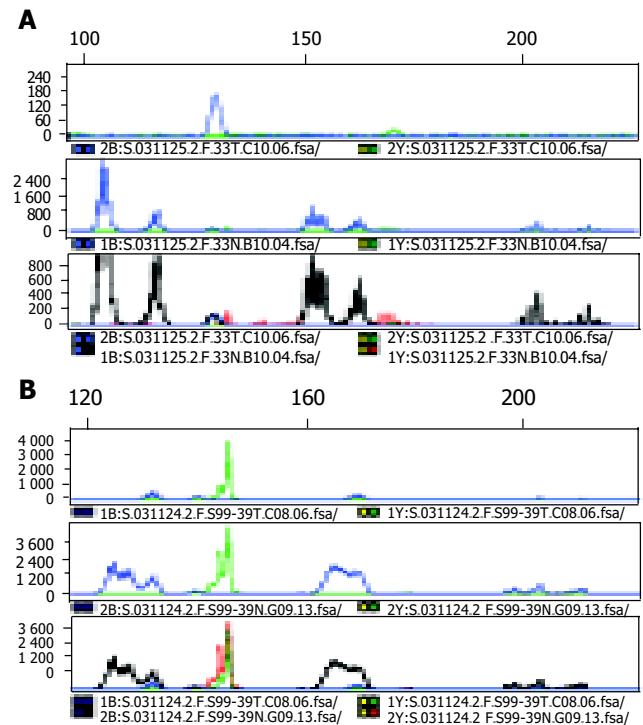 A
100 150 200
240
180
120
60
0
2B:S.031125.2.F.33T.C10.06.fsa/ 2Y:S.031125.2.F.33T.C10.06.fsa/
2 400
1 600
800
0
1B:S.031125.2.F.33N.B10.04.fsa/ 1Y:S.031125.2.F.33N.B10.04.fsa/
800
600
400
200
0
2B:S.031125.2.F.33T.C10.06.fsa/ 2Y:S.031125.2 .F.33T.C10.06.fsa/
1B:S.031125.2.F.33N.B10.04.fsa/ 1Y:S.031125.2.F.33N.B10.04.fsa/
B
120 160 200
4 000
3 000
2 000
1 000
0
1B:S.031124.2.F.S99-39T.C08.06.fsa/ 1Y:S.031124.2.F.S99-39T.C08.06.fsa/
3 600
2 400
1 200
0
2B:S.031124.2.F.S99-39N.G09.13.fsa/ 2Y:S.031124.2 F.S99-39N.G09.13.fsa/
3 600
2 400
1 200
0
1B:S.031124.2.F.S99-39T.C08.06.fsa/ 1Y:S.031124.2.F.S99-39T.C08.06.fsa/
2B:S.031124.2.F.S99-39N.G09.13.fsa/ 2Y:S.031124.2 F.S99-39N.G09.13.fsa/